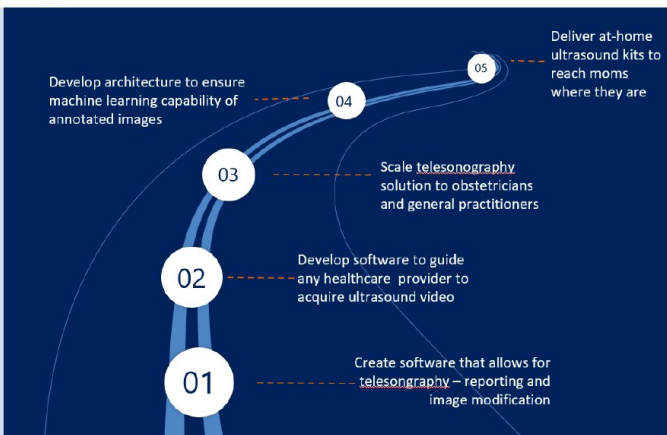 05
Deliver at-home
ultrasound kits to
reach moms
where they are
04
Develop architecture to ensure
machine learning capability of
annotated images
03
Scale telesonography
solution to obstetricians
and general practitioners
02
Develop software to guide
any healthcare provider to
acquire ultrasound video
01
Create software that allows for
telesongraphy – reporting and
image modification